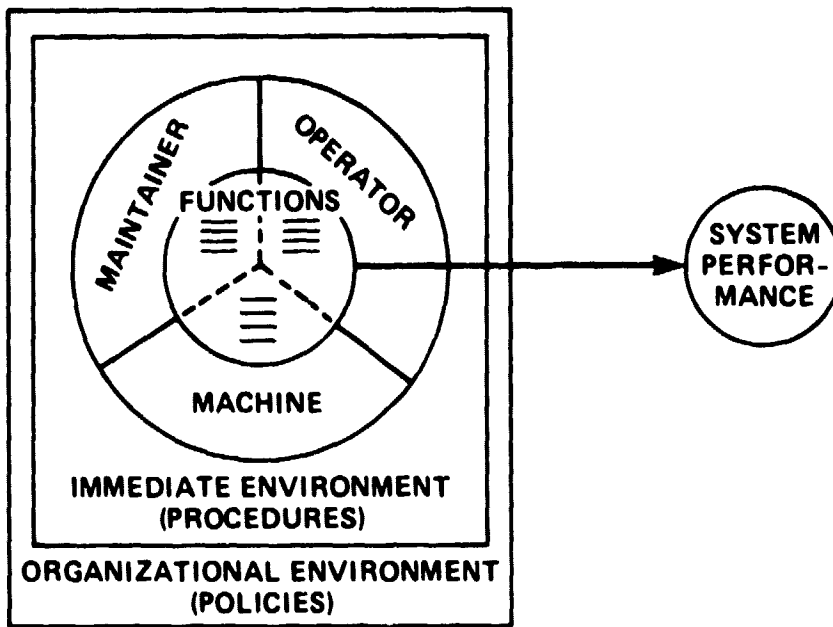 MAINTAINER
OPERATOR
FUNCTIONS
MACHINE
IMMEDIATE ENVIRONMENT
(PROCEDURES)
ORGANIZATIONAL ENVIRONMENT
(POLICIES)
SYSTEM
PERFOR-
MANCE